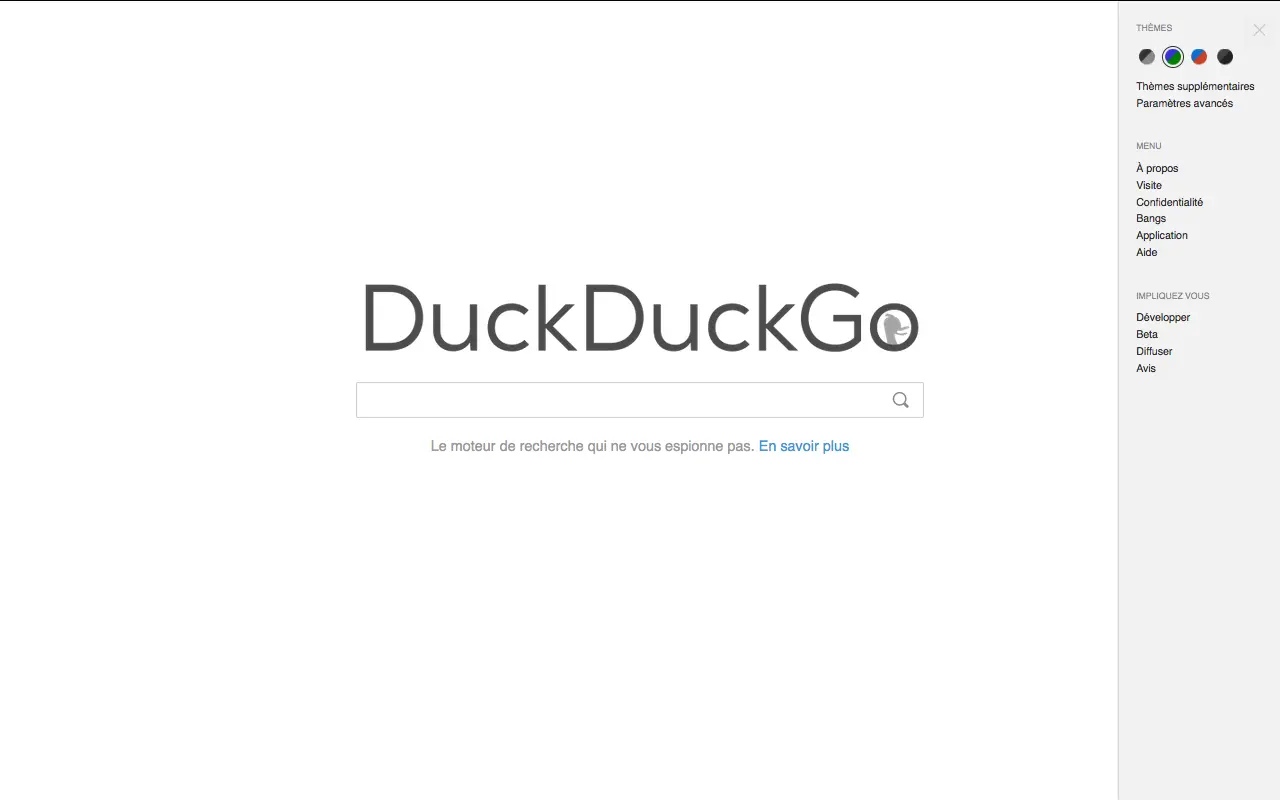 DuckDuckGo
Le moteur de recherche qui ne vous espionne pas. En savoir plus
THÈMES
Thèmes supplémentaires
Paramètres avancés
MENU
À propos
Visite
Confidentialité
Bangs
Application
Aide
IMPLIQUEZ VOUS
Développer
Beta
Diffuser
Avis